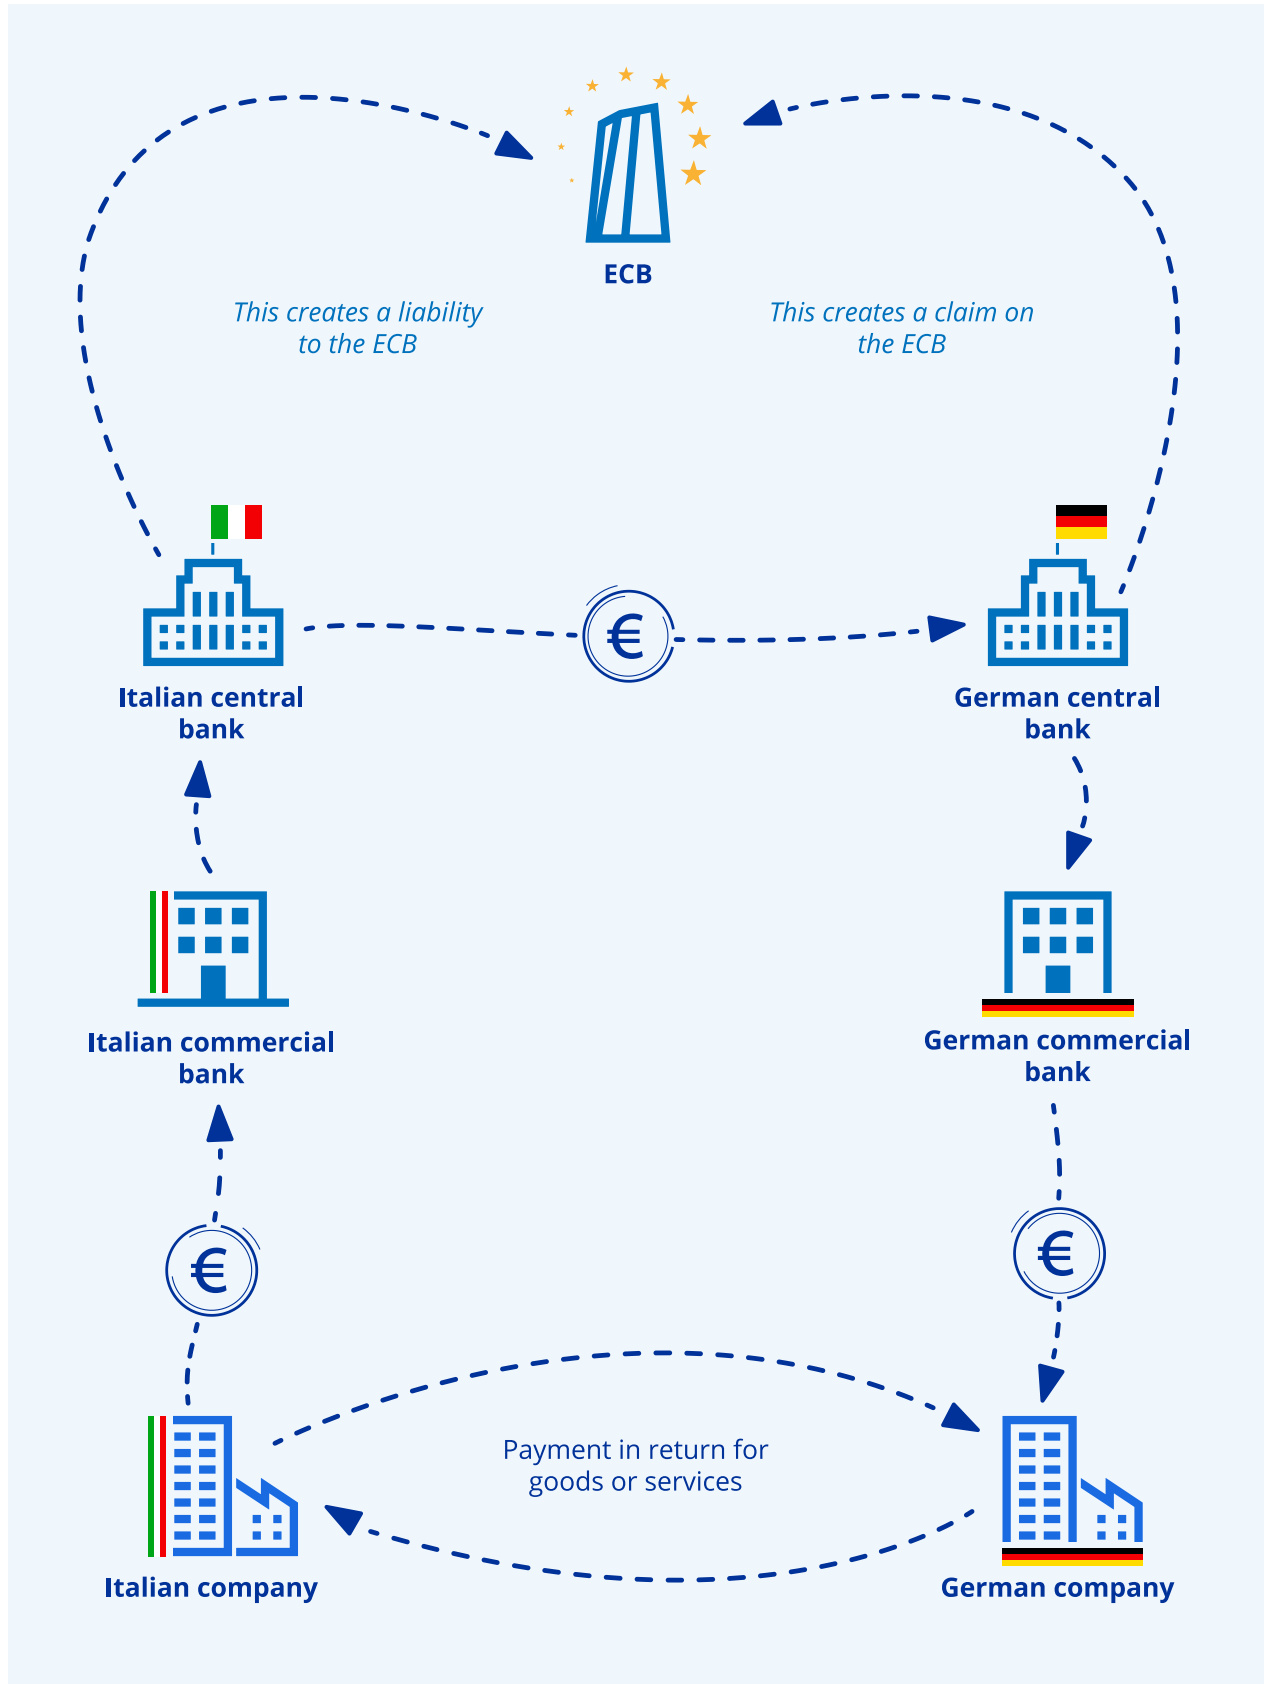 ECB
This creates a liability
to the ECB
This creates a claim on
the ECB
€
Italian central
bank
German central
bank
Italian commercial
bank
German commercial
bank
€
€
Payment in return for
goods or services
Italian company
German company